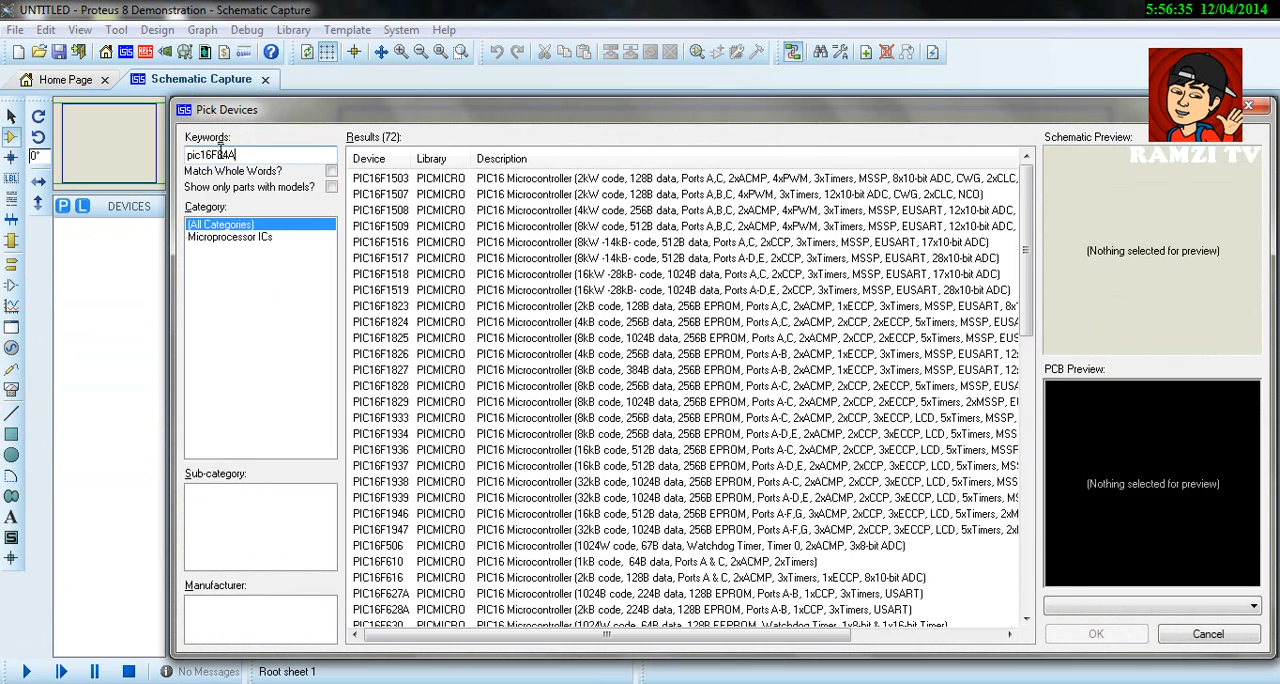 UNTITLED - Proteus 8 Demonstration - Schematic Capture
5:56:35 12/04/2014
File Edit View Tool Design Graph Debug Library Template System Help
Home Page
Schematic Capture
Pick Devices
RAMZI TV
0°
P L DEVICES
LBL
A
S
Keywords:
pic16F84A
Match Whole Words?
Show only parts with models?
Category:
(All Categories)
Microprocessor ICs
Sub-category:
Manufacturer:
Results (72):
Device Library Description
PIC16F1503 PICMICRO PIC16 Microcontroller (2kW code, 128B data, Ports A,C, 4xPWM, 3xTimers, MSSP, 8x10-bit ADC, CWG, 2xCLC,
PIC16F1507 PICMICRO PIC16 Microcontroller (2kW code, 128B data, Ports A,B,C, 4xPWM, 3xTimers, 12x10-bit ADC, CWG, 2xCLC, NCO)
PIC16F1508 PICMICRO PIC16 Microcontroller (4kW code, 256B data, Ports A,B,C, 2xACMP, 4xPWM, 3xTimers, MSSP, EUSART, 12x10-bit ADC,
PIC16F1509 PICMICRO PIC16 Microcontroller (8kW code, 512B data, Ports A,B,C, 2xACMP, 4xPWM, 3xTimers, MSSP, EUSART, 12x10-bit ADC,
PIC16F1516 PICMICRO PIC16 Microcontroller (8kW -14kB- code, 512B data, Ports A,C, 2xCCP, 3xTimers, MSSP, EUSART, 17x10-bit ADC)
PIC16F1517 PICMICRO PIC16 Microcontroller (8kW -14kB- code, 512B data, Ports A-D,E, 2xCCP, 3xTimers, MSSP, EUSART, 28x10-bit ADC)
PIC16F1518 PICMICRO PIC16 Microcontroller (16kW -28kB- code, 1024B data, Ports A,C, 2xCCP, 3xTimers, MSSP, EUSART, 17x10-bit ADC)
PIC16F1519 PICMICRO PIC16 Microcontroller (16kW -28kB- code, 1024B data, Ports A-D,E, 2xCCP, 3xTimers, MSSP, EUSART, 28x10-bit ADC)
PIC16F1823 PICMICRO PIC16 Microcontroller (2kB code, 128B data, 256B EPROM, Ports A,C, 2xACMP, 1xECCP, 3xTimers, MSSP, EUSART, 8x
PIC16F1824 PICMICRO PIC16 Microcontroller (4kB code, 256B data, 256B EPROM, Ports A,C, 2xACMP, 2xCCP, 2xECCP, 5xTimers, MSSP, EUS
PIC16F1825 PICMICRO PIC16 Microcontroller (8kB code, 1024B data, 256B EPROM, Ports A,C, 2xACMP, 2xCCP, 2xECCP, 5xTimers, MSSP, EU
PIC16F1826 PICMICRO PIC16 Microcontroller (2kB code, 256B data, 256B EPROM, Ports A-B, 2xACMP, 1xECCP, 3xTimers, MSSP, EUSART, 12
PIC16F1827 PICMICRO PIC16 Microcontroller (8kB code, 384B data, 256B EPROM, Ports A-B, 2xACMP, 2xCCP, 2xECCP, 5xTimers, MSSP, EUS
PIC16F1828 PICMICRO PIC16 Microcontroller (4kB code, 256B data, 256B EPROM, Ports A-C, 2xACMP, 2xCCP, 2xECCP, 5xTimers, MSSP, EUS
PIC16F1829 PICMICRO PIC16 Microcontroller (8kB code, 1024B data, 256B EPROM, Ports A-C, 2xACMP, 2xCCP, 2xECCP, 5xTimers, 2xMSSP, E
PIC16F1933 PICMICRO PIC16 Microcontroller (8kB code, 256B data, 256B EPROM, Ports A-C,E, 2xACMP, 2xCCP, 3xECCP, LCD, 5xTimers, MSSP,
PIC16F1934 PICMICRO PIC16 Microcontroller (8kB code, 256B data, 256B EPROM, Ports A-D,E, 2xACMP, 2xCCP, 3xECCP, LCD, 5xTimers, MSSP,
PIC16F1936 PICMICRO PIC16 Microcontroller (16kB code, 512B data, 256B EPROM, Ports A-C,E, 2xACMP, 2xCCP, 3xECCP, LCD, 5xTimers, MSS
PIC16F1937 PICMICRO PIC16 Microcontroller (16kB code, 512B data, 256B EPROM, Ports A-D,E, 2xACMP, 2xCCP, 3xECCP, LCD, 5xTimers, MSS
PIC16F1938 PICMICRO PIC16 Microcontroller (32kB code, 1024B data, 256B EPROM, Ports A-C,E, 2xACMP, 2xCCP, 3xECCP, LCD, 5xTimers, MS
PIC16F1939 PICMICRO PIC16 Microcontroller (32kB code, 1024B data, 256B EPROM, Ports A-D,E, 2xACMP, 2xCCP, 3xECCP, LCD, 5xTimers, MS
PIC16F1946 PICMICRO PIC16 Microcontroller (16kB code, 512B data, 256B EPROM, Ports A-F,G, 3xACMP, 2xCCP, 3xECCP, LCD, 5xTimers, 2xM
PIC16F1947 PICMICRO PIC16 Microcontroller (32kB code, 1024B data, 256B EPROM, Ports A-F,G, 3xACMP, 2xCCP, 3xECCP, LCD, 5xTimers, 2x
PIC16F506 PICMICRO PIC16 Microcontroller (1024W code, 67B data, Watchdog Timer, Timer 0, 2xACMP, 3x8-bit ADC)
PIC16F610 PICMICRO PIC16 Microcontroller (1kB code, 64B data, Ports A & C, 2xACMP, 2xTimers)
PIC16F616 PICMICRO PIC16 Microcontroller (2kB code, 128B data, Ports A & C, 2xACMP, 3xTimers, 1xECCP, 8x10-bit ADC)
PIC16F627A PICMICRO PIC16 Microcontroller (1024B code, 224B data, 128B EPROM, Ports A-B, 1xCCP, 3xTimers, USART)
PIC16F628A PICMICRO PIC16 Microcontroller (2kB code, 224B data, 128B EPROM, Ports A-B, 1xCCP, 3xTimers, USART)
PIC16F630 PICMICRO PIC16 Microcontroller (1024W code, 64B data, 128B EPROM, Watchdog Timer, 1x8-bit & 1x16-bit Timer)
Schematic Preview:
(Nothing selected for preview)
PCB Preview:
(Nothing selected for preview)
OK Cancel
No Messages Root sheet 1